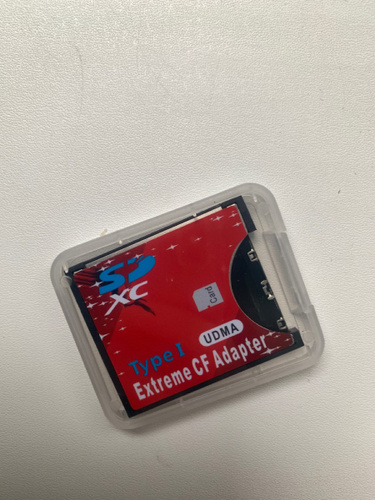 SD
XC
Card
UDMA
Type I
Extreme CF Adapter